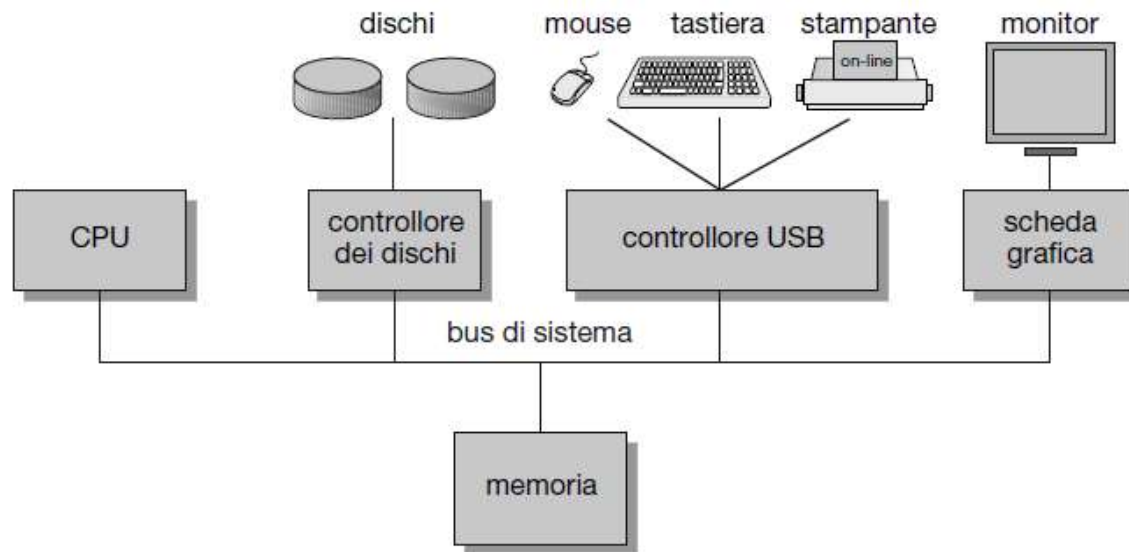 dischi
mouse
tastiera
stampante
monitor
on-line
CPU
controllore
dei dischi
controllore USB
scheda
grafica
bus di sistema
memoria